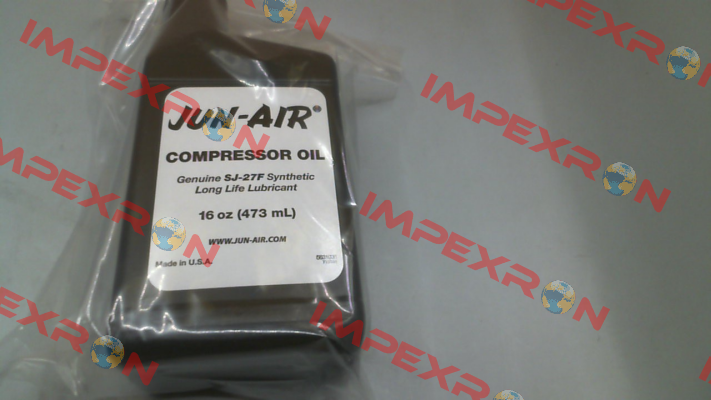 JUN-AIR®
COMPRESSOR OIL
Genuine SJ-27F Synthetic
Long Life Lubricant
16 oz (473 mL)
WWW.JUN-AIR.COM
Made in U.S.A.
IMPEXRON
IMPEXRON
IMPEXRON
IMPEXRON
IMPEXRON
IMPEXRON
IMPEXRON
IMPEXRON